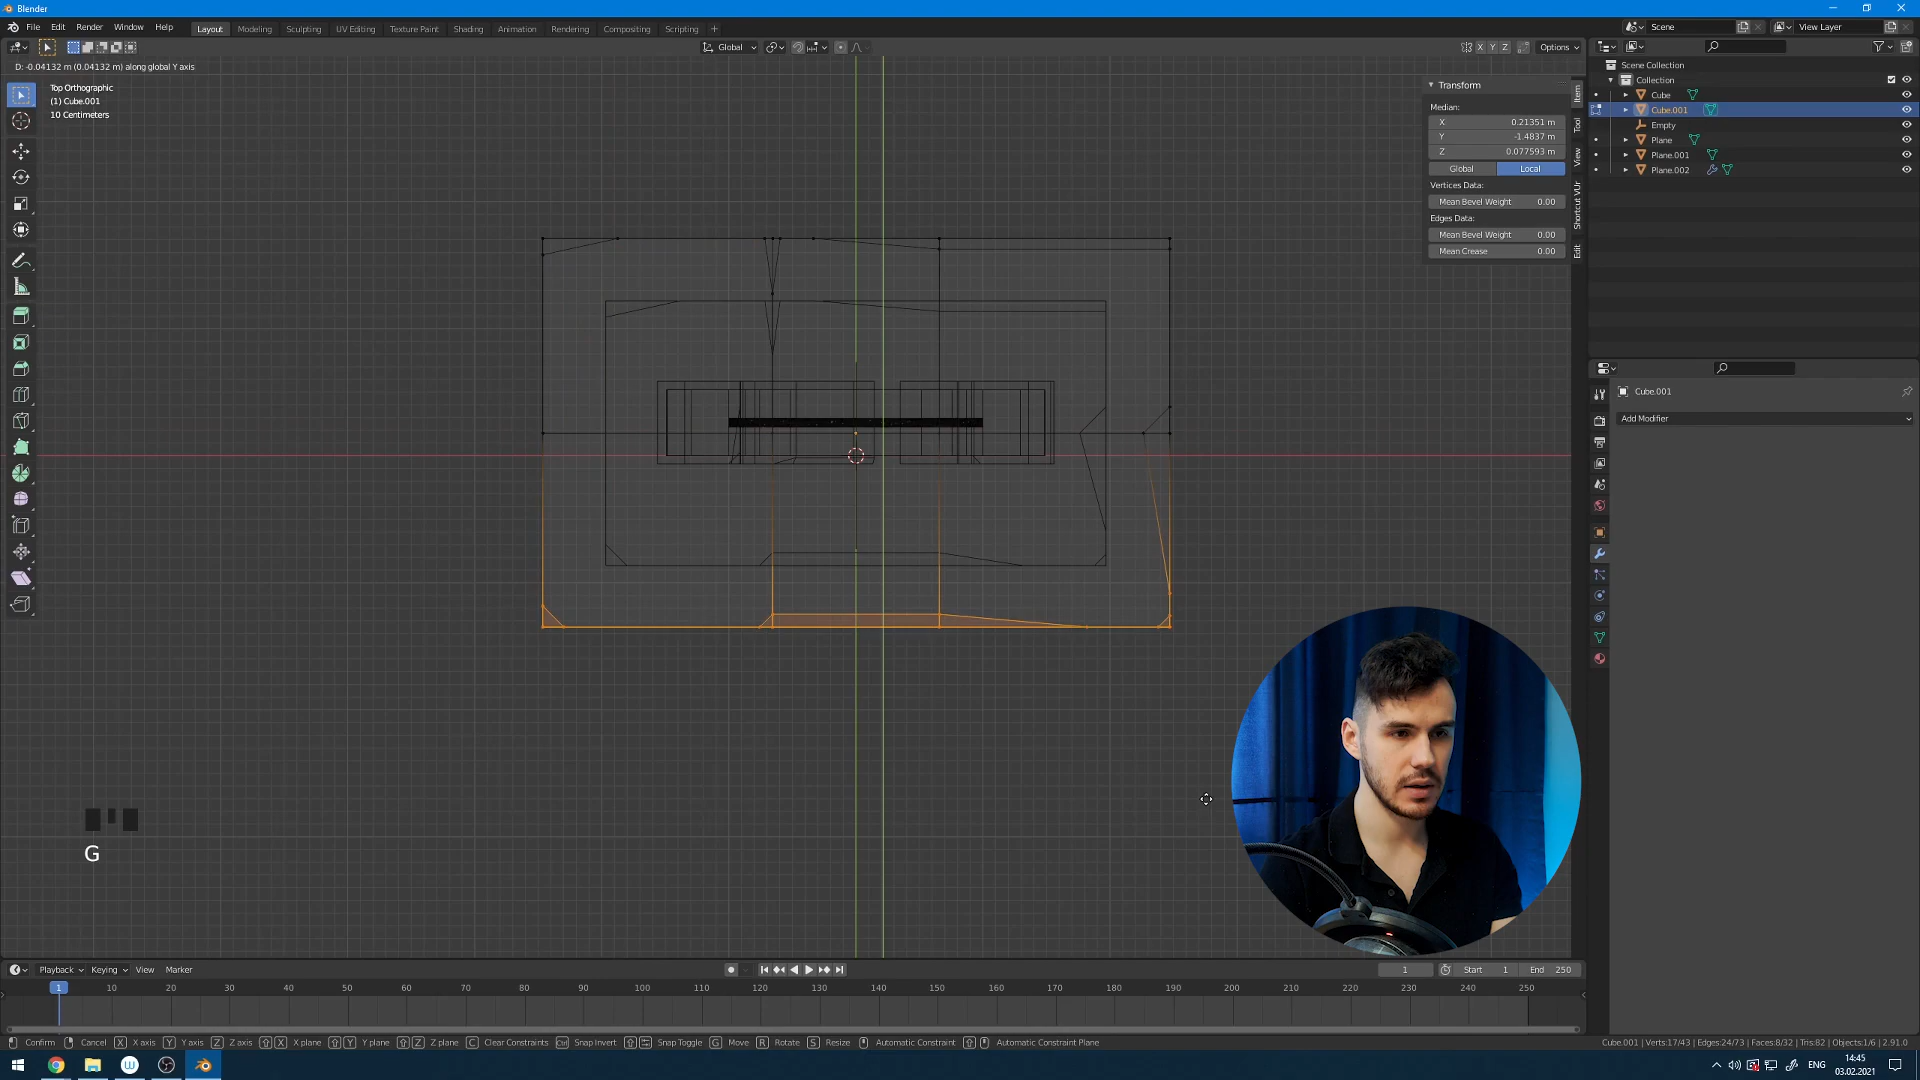 Blender
File Edit Render Window Help
Layout Modeling Sculpting UV Editing Texture Paint Shading Animation Rendering Compositing Scripting +
Scene
View Layer
Global
X Y Z
Options
D: -0.04132 m (0.04132 m) along global Y axis
Top Orthographic
(1) Cube.001
10 Centimeters
Transform
Median:
X 0.21351 m
Y -1.4837 m
Z 0.077593 m
Global Local
Vertices Data:
Mean Bevel Weight 0.00
Edges Data:
Mean Bevel Weight 0.00
Mean Crease 0.00
Item
Tool
View
Shortcut VUr
Edit
Scene Collection
Collection
Cube
Cube.001
Empty
Plane
Plane.001
Plane.002
Cube.001
Add Modifier
G
Playback Keying View Marker
1 Start 1 End 250
1 10 20 30 40 50 60 70 80 90 100 110 120 130 140 150 160 170 180 190 200 210 220 230 240 250
Confirm Cancel X X axis Y Y axis Z Z axis X X plane Y Y plane Z Z plane C Clear Constraints Ctrl Snap Invert Snap Toggle G Move R Rotate S Resize Automatic Constraint Automatic Constraint Plane
Cube.001 | Verts:17/43 | Edges:24/73 | Faces:8/32 | Tris:82 | Objects:1/6 | 2.91.0
ENG
14:45
03.02.2021